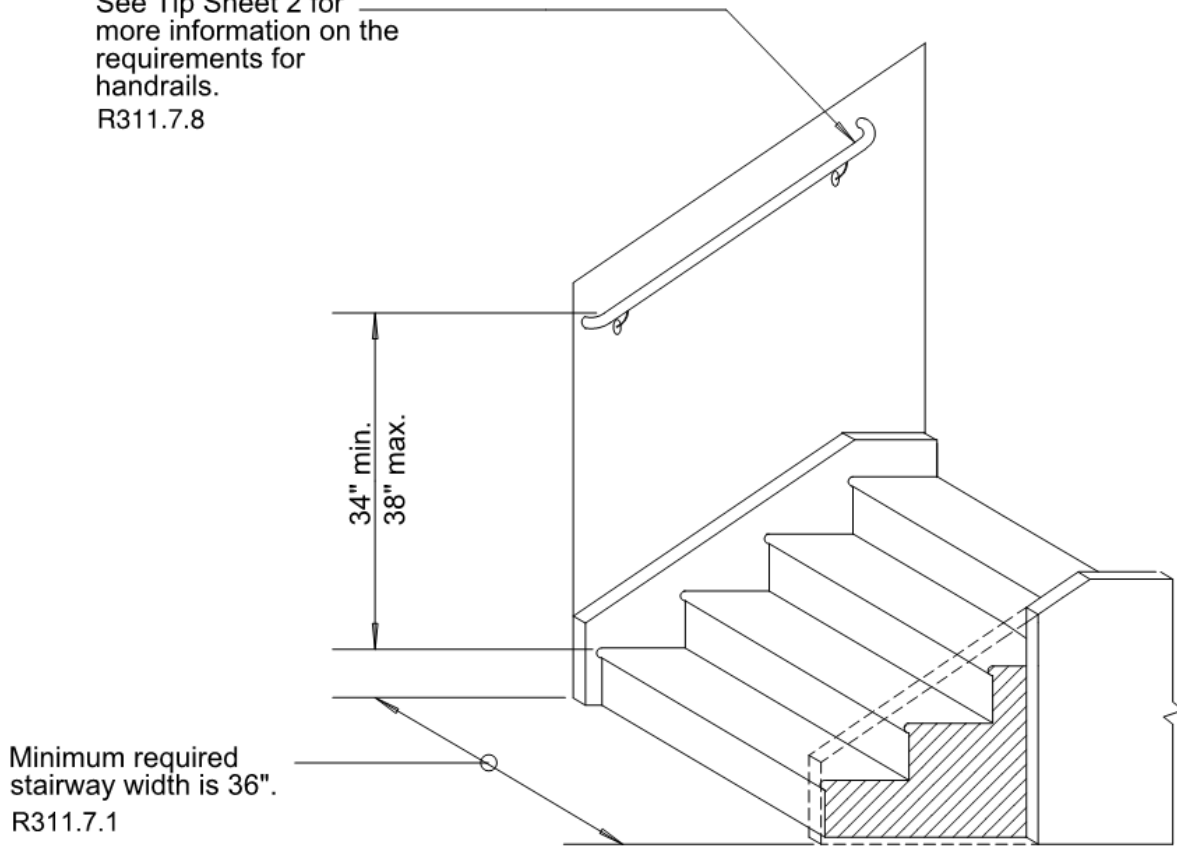 See Tip Sheet 2 for
more information on the
requirements for
handrails.
R311.7.8
34" min.
38" max.
Minimum required
stairway width is 36".
R311.7.1